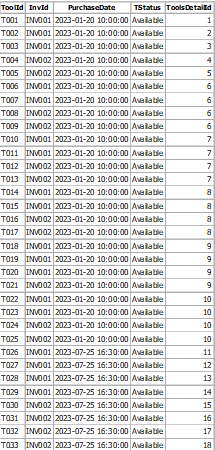 ToolId InvId PurchaseDate TStatus ToolsDetailId
T001 INV001 2023-01-20 10:00:00 Available 1
T002 INV001 2023-01-20 10:00:00 Available 2
T003 INV001 2023-01-20 10:00:00 Available 3
T004 INV002 2023-01-20 10:00:00 Available 4
T005 INV002 2023-01-20 10:00:00 Available 5
T006 INV001 2023-01-20 10:00:00 Available 6
T007 INV001 2023-01-20 10:00:00 Available 6
T008 INV002 2023-01-20 10:00:00 Available 6
T009 INV002 2023-01-20 10:00:00 Available 6
T010 INV001 2023-01-20 10:00:00 Available 7
T011 INV001 2023-01-20 10:00:00 Available 7
T012 INV002 2023-01-20 10:00:00 Available 7
T013 INV002 2023-01-20 10:00:00 Available 7
T014 INV001 2023-01-20 10:00:00 Available 8
T015 INV001 2023-01-20 10:00:00 Available 8
T016 INV002 2023-01-20 10:00:00 Available 8
T017 INV002 2023-01-20 10:00:00 Available 8
T018 INV001 2023-01-20 10:00:00 Available 9
T019 INV001 2023-01-20 10:00:00 Available 9
T020 INV001 2023-01-20 10:00:00 Available 9
T021 INV001 2023-01-20 10:00:00 Available 9
T022 INV001 2023-01-20 10:00:00 Available 10
T023 INV002 2023-01-20 10:00:00 Available 10
T024 INV002 2023-01-20 10:00:00 Available 10
T025 INV002 2023-01-20 10:00:00 Available 10
T026 INV001 2023-07-25 16:30:00 Available 11
T027 INV002 2023-07-25 16:30:00 Available 12
T028 INV001 2023-07-25 16:30:00 Available 13
T029 INV001 2023-07-25 16:30:00 Available 14
T030 INV002 2023-07-25 16:30:00 Available 15
T031 INV002 2023-07-25 16:30:00 Available 16
T032 INV002 2023-07-25 16:30:00 Available 17
T033 INV002 2023-07-25 16:30:00 Available 18